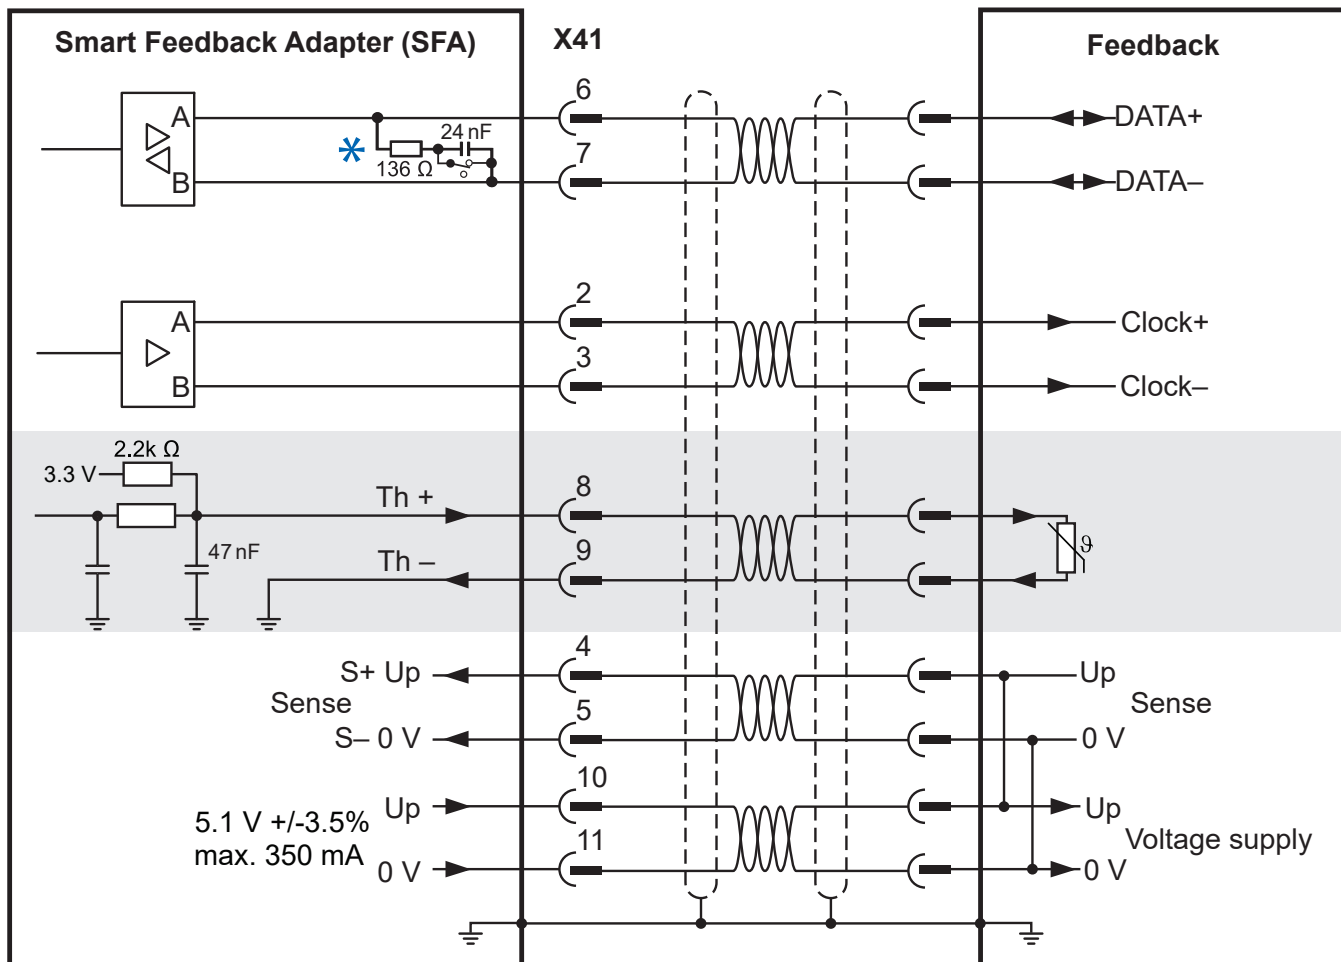 Smart Feedback Adapter (SFA)
X41
Feedback
6
A
24 nF
DATA+
*
7
136 Ω
B
DATA–
2
A
Clock+
3
B
Clock–
2.2k Ω
3.3 V
8
Th +
9
ϑ
47 nF
Th –
4
S+ Up
Up
Sense
Sense
5
S– 0 V
0 V
10
Up
Up
5.1 V +/-3.5%
11
Voltage supply
max. 350 mA
0 V
0 V